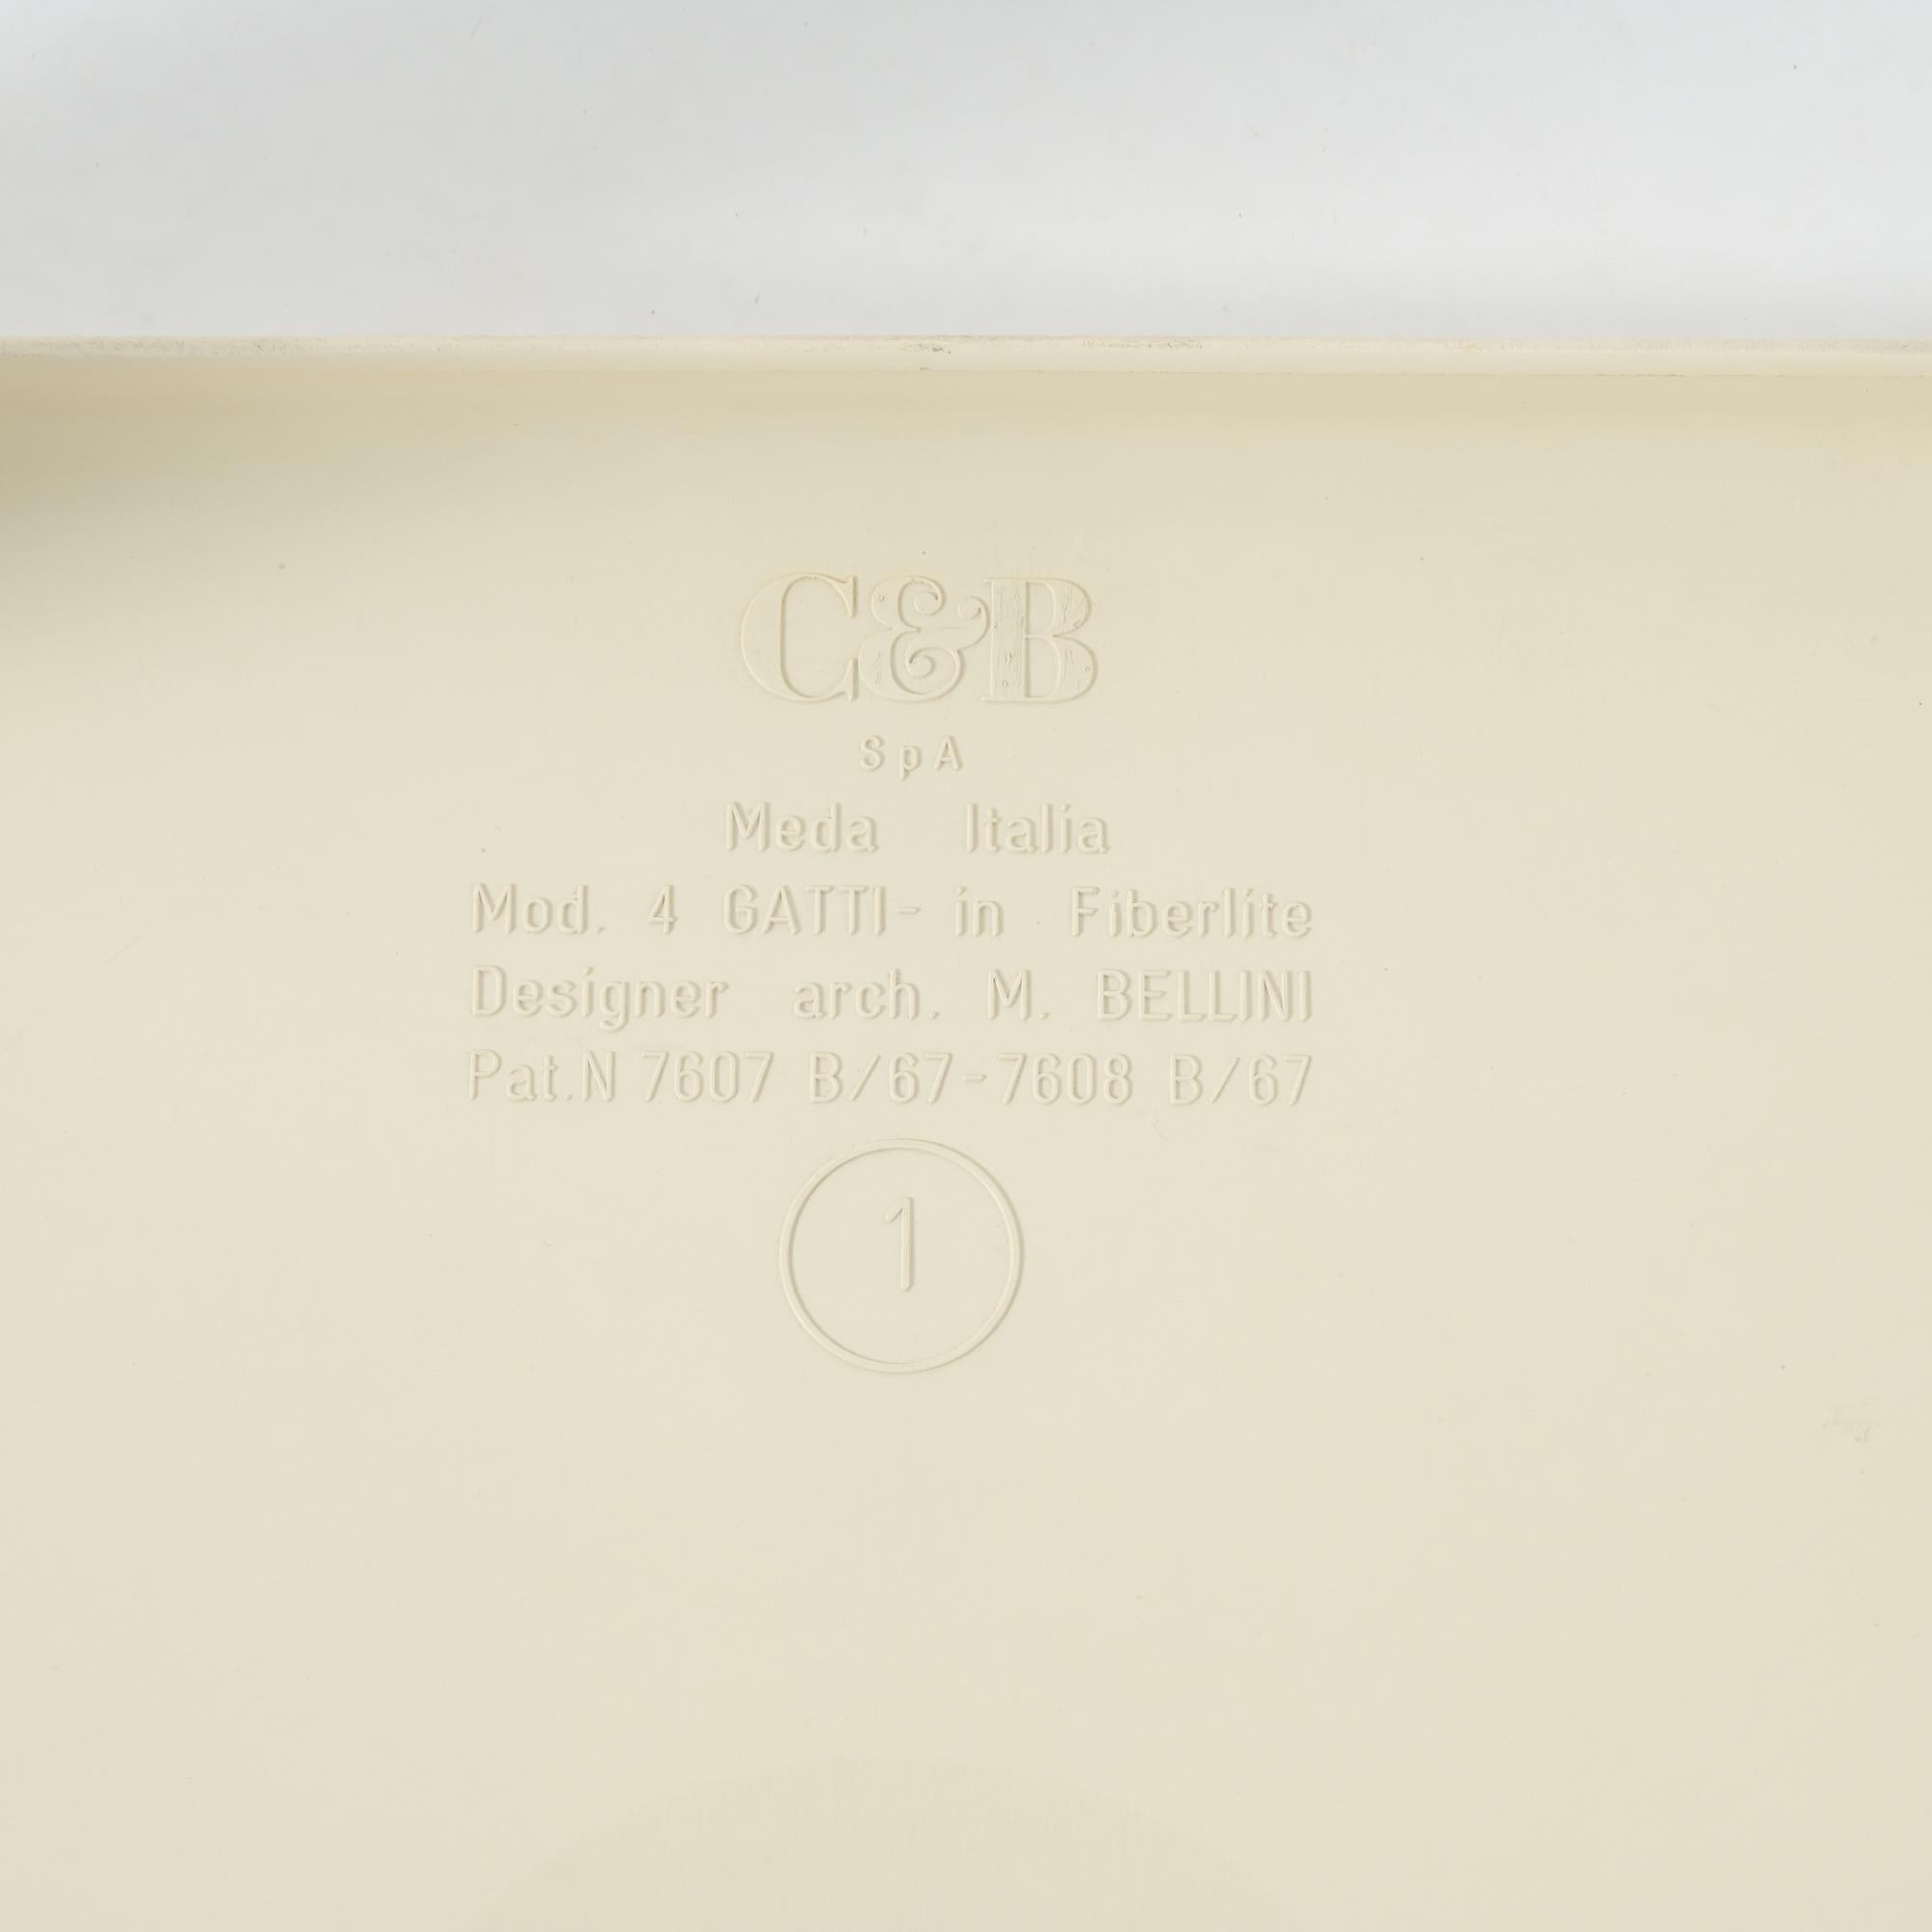 C&B
SpA
Meda Italia
Mod. 4 GATTI- in Fiberlite
Designer arch. M. BELLINI
Pat.N 7607 B/67-7608 B/67
1